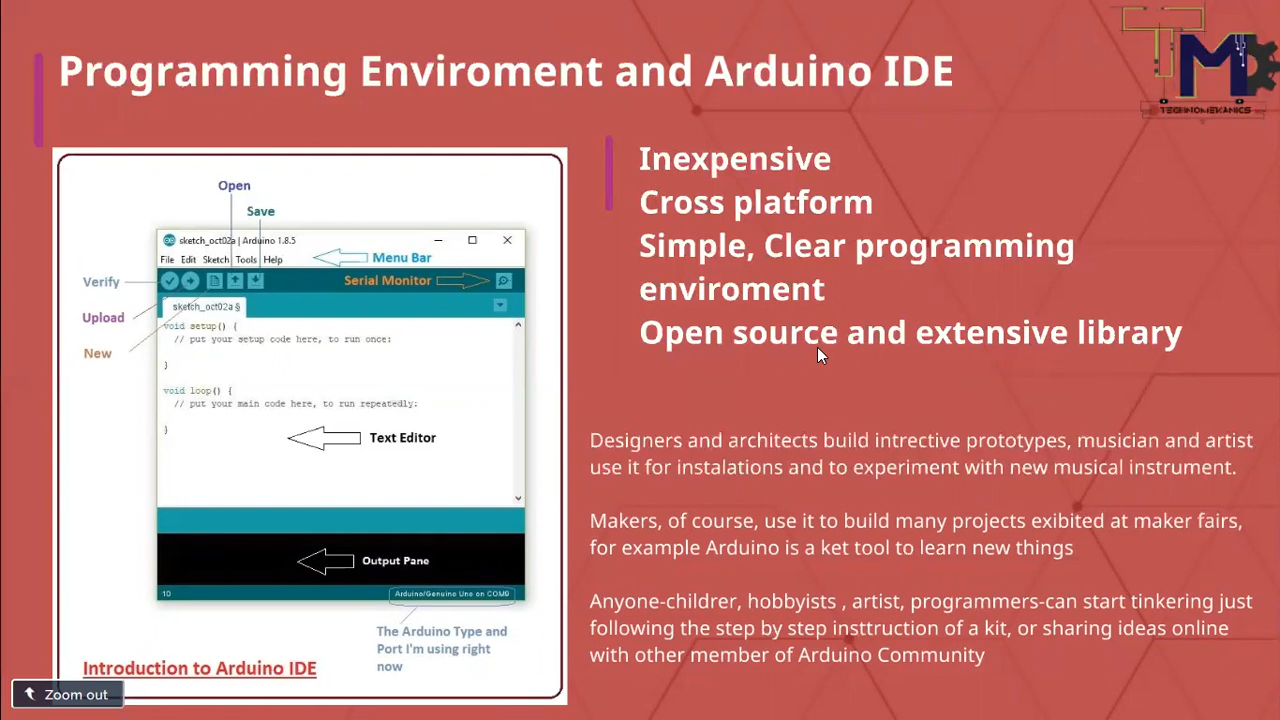 Programming Enviroment and Arduino IDE
TECHNOMEKANICS
Inexpensive
Cross platform
Simple, Clear programming
enviroment
Open source and extensive library
Open
Save
sketch_oct02a | Arduino 1.8.5
File Edit Sketch Tools Help
Menu Bar
Verify
Serial Monitor
Upload
sketch_oct02a §
New
void setup() {
// put your setup code here, to run once:
}
void loop() {
// put your main code here, to run repeatedly:
}
Text Editor
Output Pane
10
Arduino/Genuino Uno on COM9
The Arduino Type and
Port I'm using right
now
Introduction to Arduino IDE
Zoom out
Designers and architects build intrective prototypes, musician and artist
use it for instalations and to experiment with new musical instrument.
Makers, of course, use it to build many projects exibited at maker fairs,
for example Arduino is a ket tool to learn new things
Anyone-childrer, hobbyists , artist, programmers-can start tinkering just
following the step by step insttruction of a kit, or sharing ideas online
with other member of Arduino Community